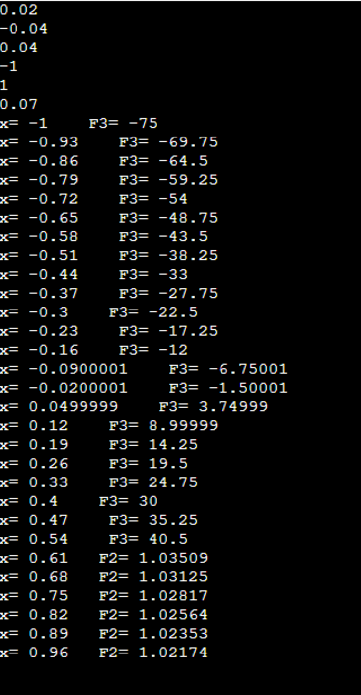 0.02
-0.04
0.04
-1
1
0.07
x= -1 F3= -75
x= -0.93 F3= -69.75
x= -0.86 F3= -64.5
x= -0.79 F3= -59.25
x= -0.72 F3= -54
x= -0.65 F3= -48.75
x= -0.58 F3= -43.5
x= -0.51 F3= -38.25
x= -0.44 F3= -33
x= -0.37 F3= -27.75
x= -0.3 F3= -22.5
x= -0.23 F3= -17.25
x= -0.16 F3= -12
x= -0.0900001 F3= -6.75001
x= -0.0200001 F3= -1.50001
x= 0.0499999 F3= 3.74999
x= 0.12 F3= 8.99999
x= 0.19 F3= 14.25
x= 0.26 F3= 19.5
x= 0.33 F3= 24.75
x= 0.4 F3= 30
x= 0.47 F3= 35.25
x= 0.54 F3= 40.5
x= 0.61 F2= 1.03509
x= 0.68 F2= 1.03125
x= 0.75 F2= 1.02817
x= 0.82 F2= 1.02564
x= 0.89 F2= 1.02353
x= 0.96 F2= 1.02174